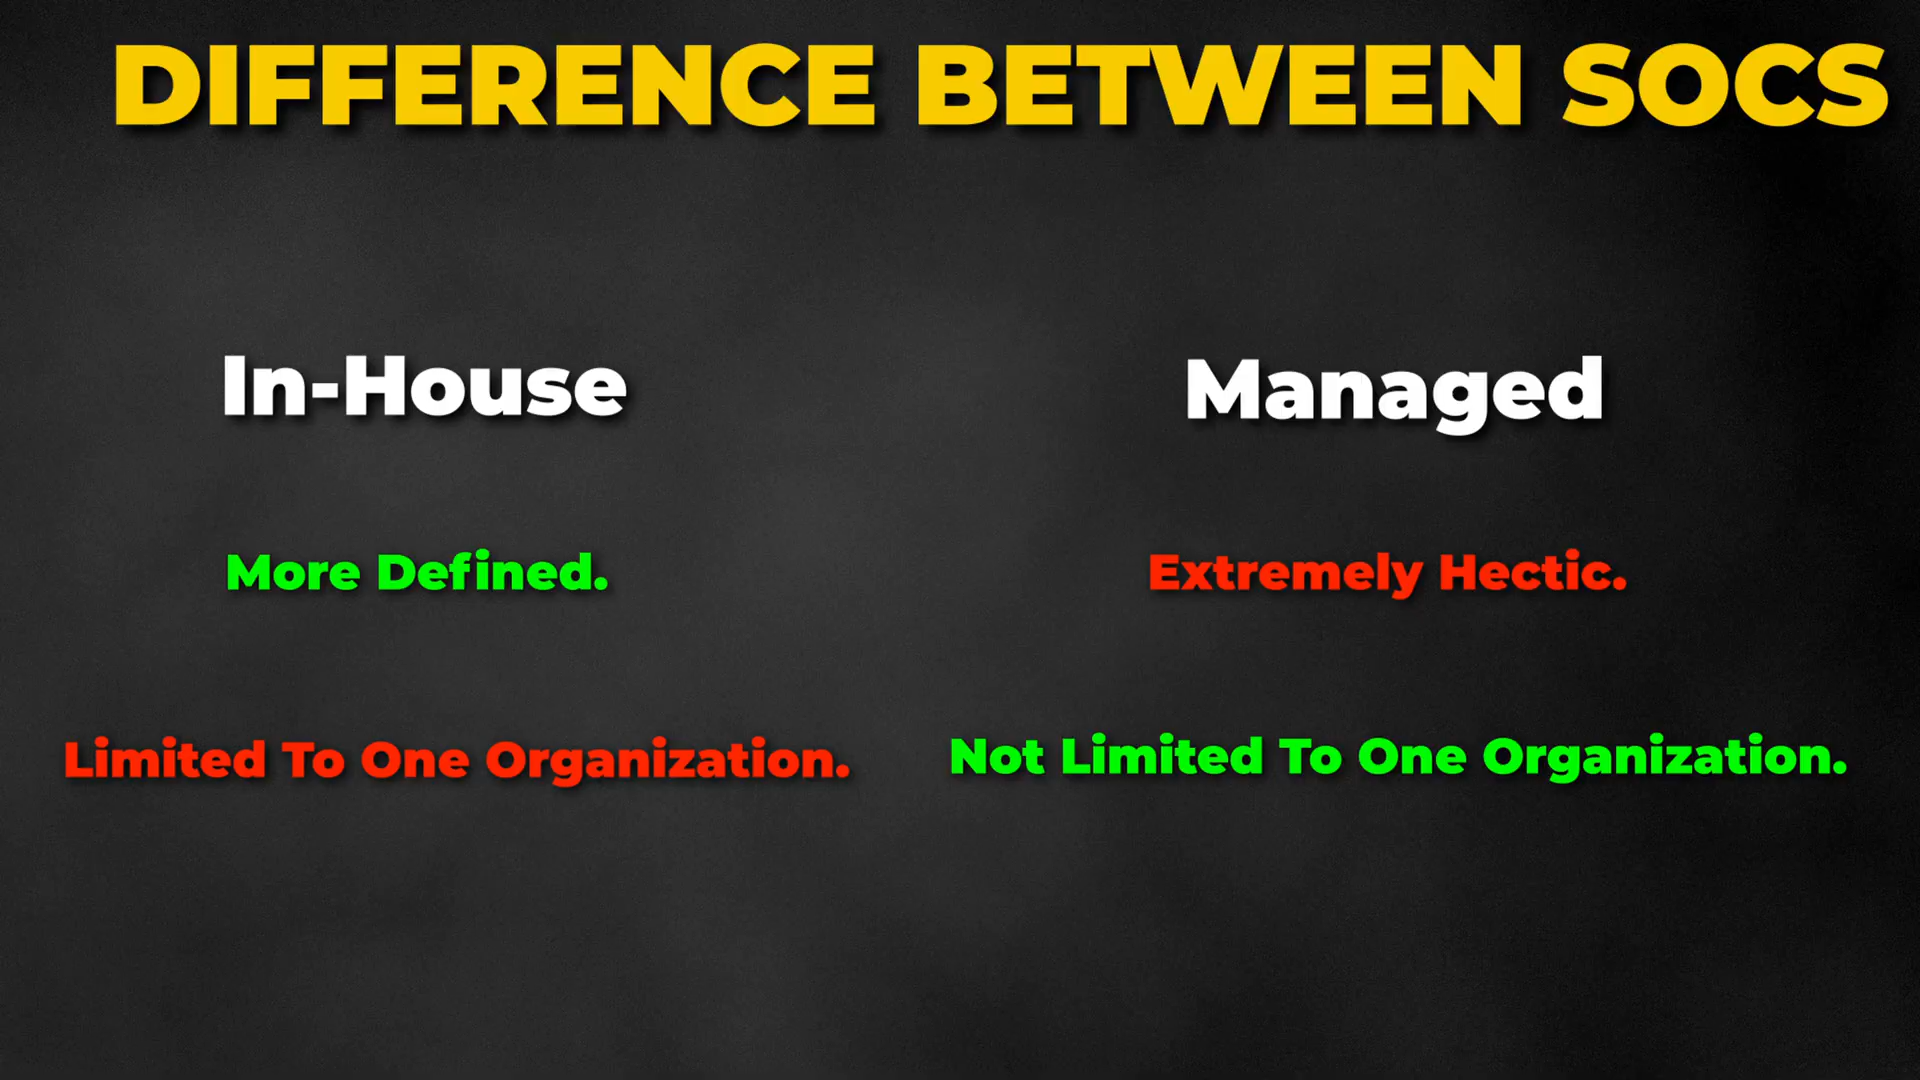 DIFFERENCE BETWEEN SOCS
In-House
Managed
More Defined.
Extremely Hectic.
Limited To One Organization.
Not Limited To One Organization.